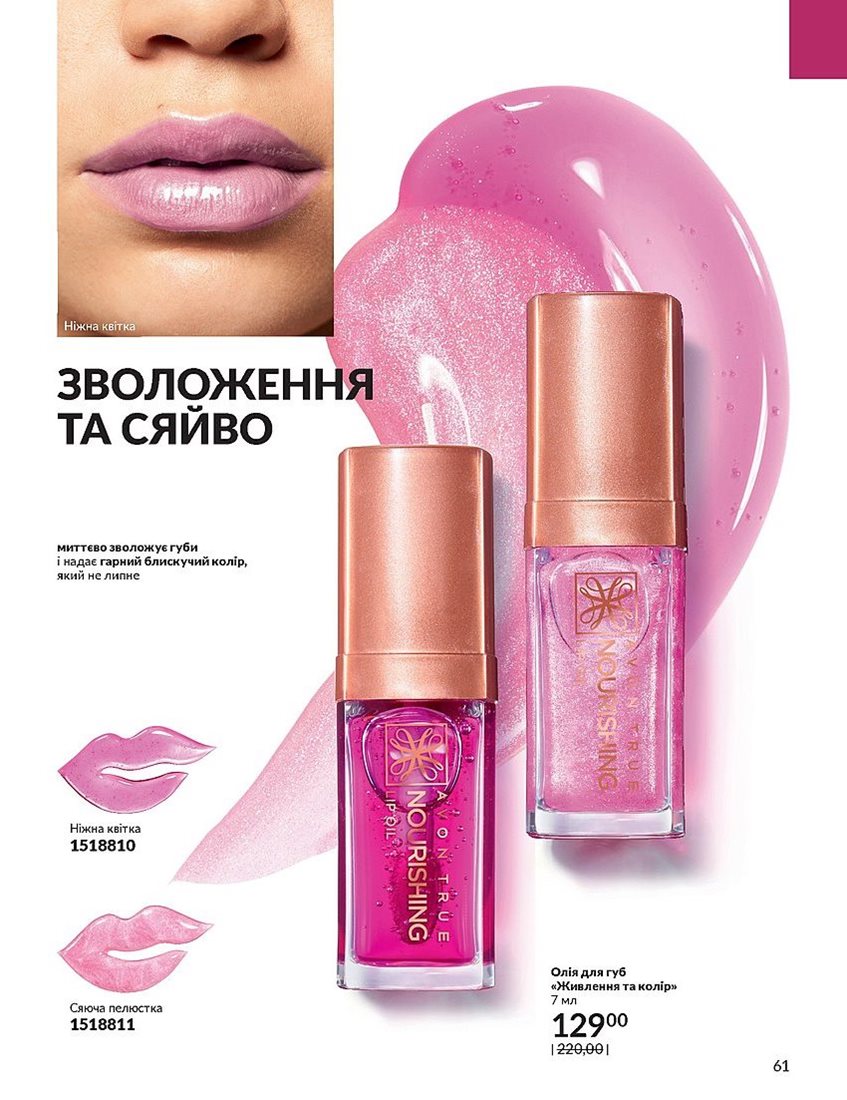 Ніжна квітка
ЗВОЛОЖЕННЯ
ТА СЯЙВО
миттєво зволожує губи
і надає гарний блискучий колір,
який не липне
Ніжна квітка
1518810
Сяюча пелюстка
1518811
AVON TRUE
NOURISHING
LIP OIL
AVON TRUE
NOURISHING
LIP OIL
Олія для губ
«Живлення та колір»
7 мл
12900
|220,00|
61